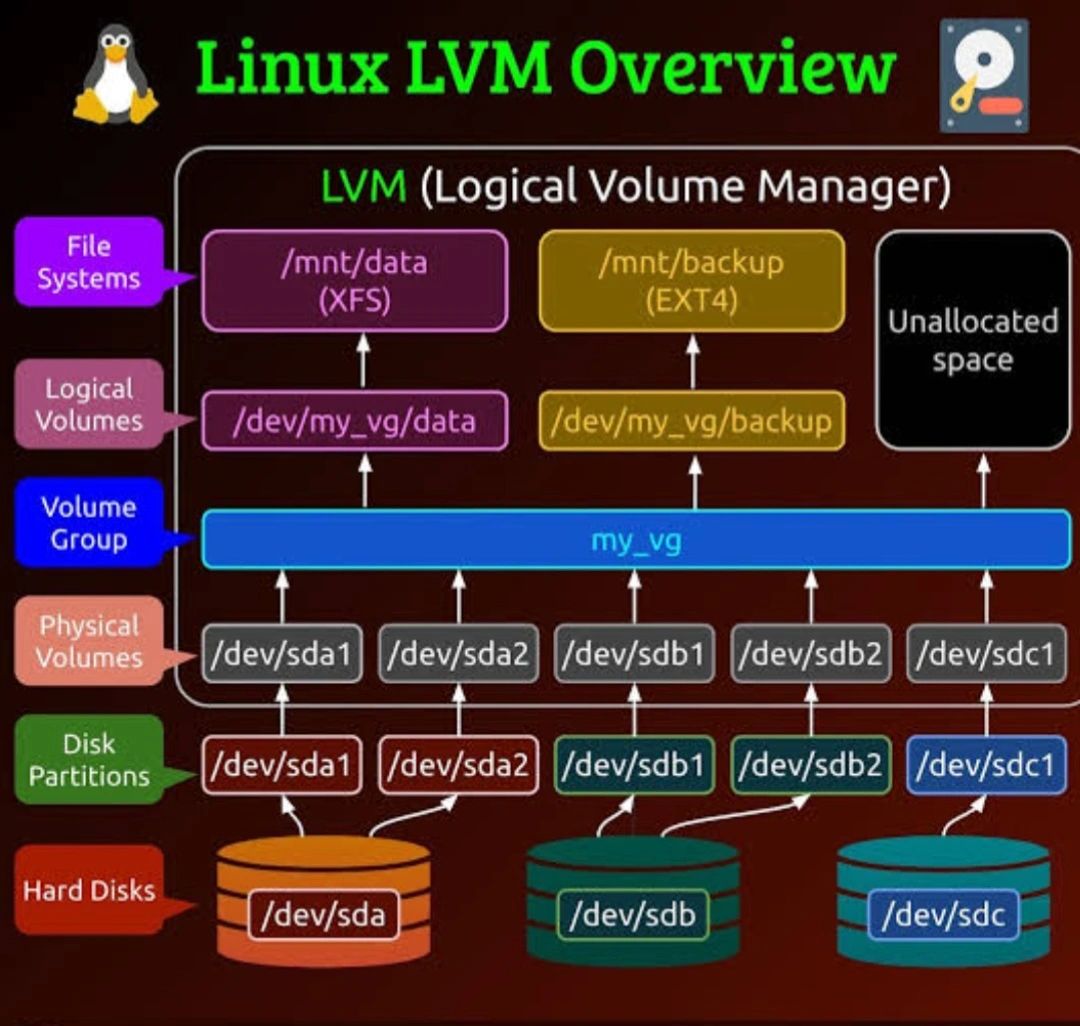 Linux LVM Overview
LVM (Logical Volume Manager)
File
Systems
/mnt/data
(XFS)
/mnt/backup
(EXT4)
Unallocated
space
Logical
Volumes
/dev/my_vg/data
/dev/my_vg/backup
Volume
Group
my_vg
Physical
Volumes
/dev/sda1
/dev/sda2
/dev/sdb1
/dev/sdb2
/dev/sdc1
Disk
Partitions
/dev/sda1
/dev/sda2
/dev/sdb1
/dev/sdb2
/dev/sdc1
Hard Disks
/dev/sda
/dev/sdb
/dev/sdc